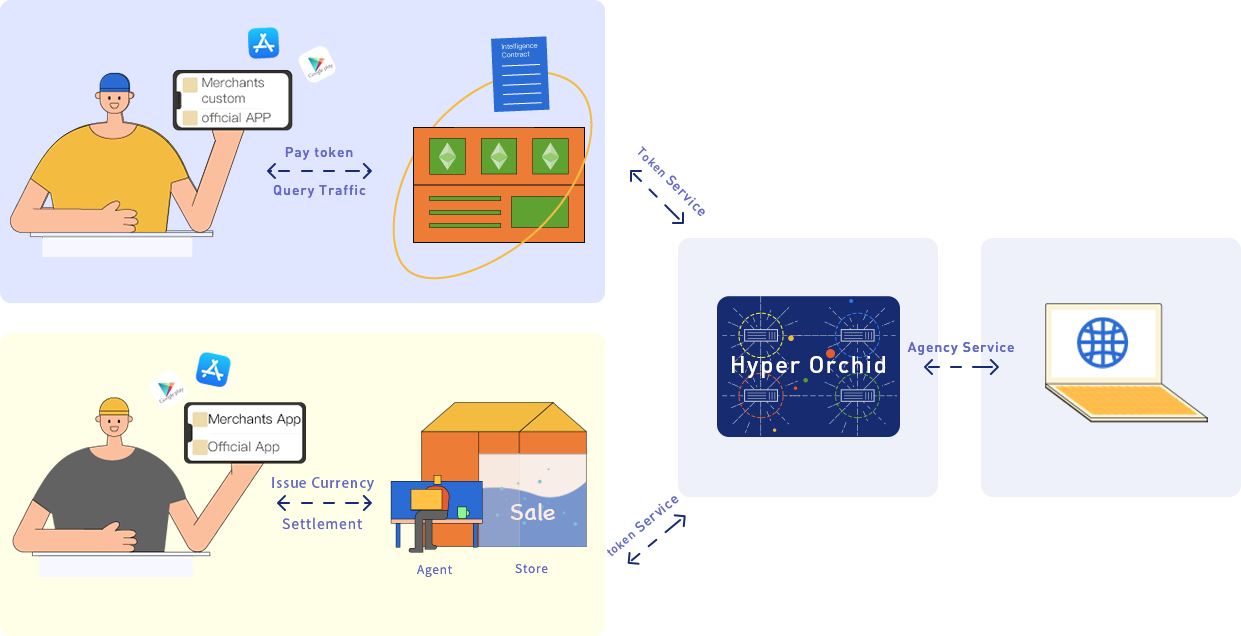 Google play
Merchants
custom
official APP
Intelligence
Contract
Pay token
Query Traffic
Token Service
Hyper Orchid
Agency Service
Google play
Merchants App
Official App
Issue Currency
Settlement
Sale
Agent
Store
token Service